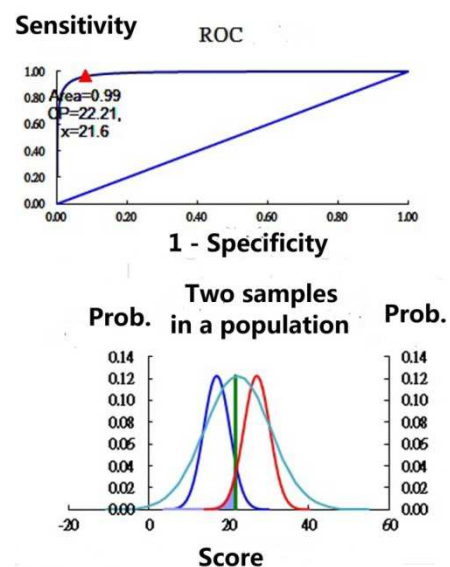 Sensitivity
ROC
1.00
0.80
0.60
0.40
0.20
0.00
Area=0.99
OP=22.21,
x=21.6
0.00 0.20 0.40 0.60 0.80 1.00
1 - Specificity
Two samples
in a population
Prob.
Prob.
0.14
0.12
0.10
0.08
0.06
0.04
0.02
0.00
0.14
0.12
0.10
0.08
0.06
0.04
0.02
0.00
-20 0 20 40 60
Score